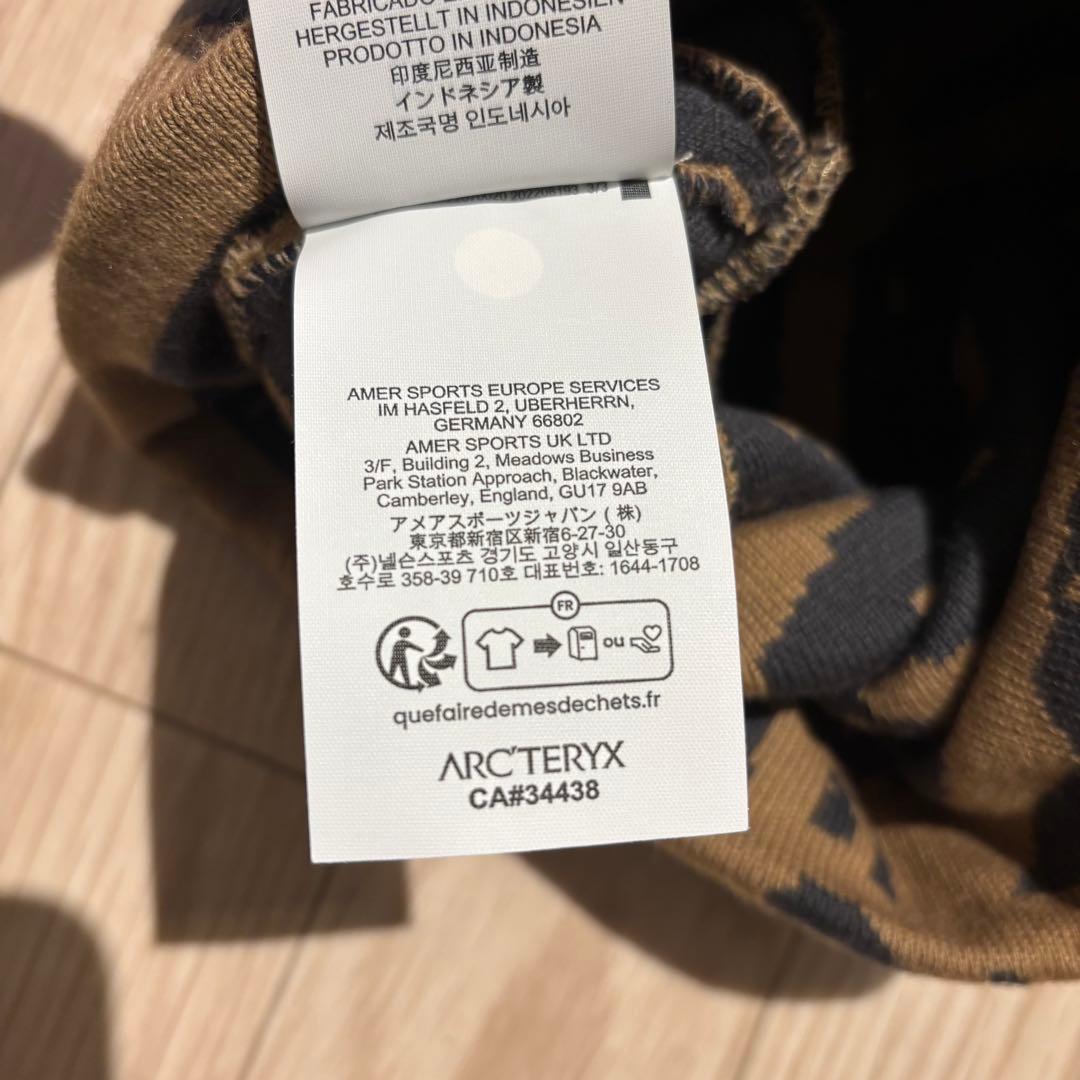 FABRICADO
HERGESTELLT IN INDONESIEN
PRODOTTO IN INDONESIA
印度尼西亚制造
インドネシア製
제조국명 인도네시아
3/3
AMER SPORTS EUROPE SERVICES
IM HASFELD 2, UBERHERRN,
GERMANY 66802
AMER SPORTS UK LTD
3/F, Building 2, Meadows Business
Park Station Approach, Blackwater,
Camberley, England, GU17 9AB
アメアスポーツジャパン ( 株)
東京都新宿区新宿6-27-30
(주)넬슨스포츠 경기도 고양시 일산동구
호수로 358-39 710호 대표번호: 1644-1708
FR
ou
quefairedemesdechets.fr
ARC'TERYX
CA#34438